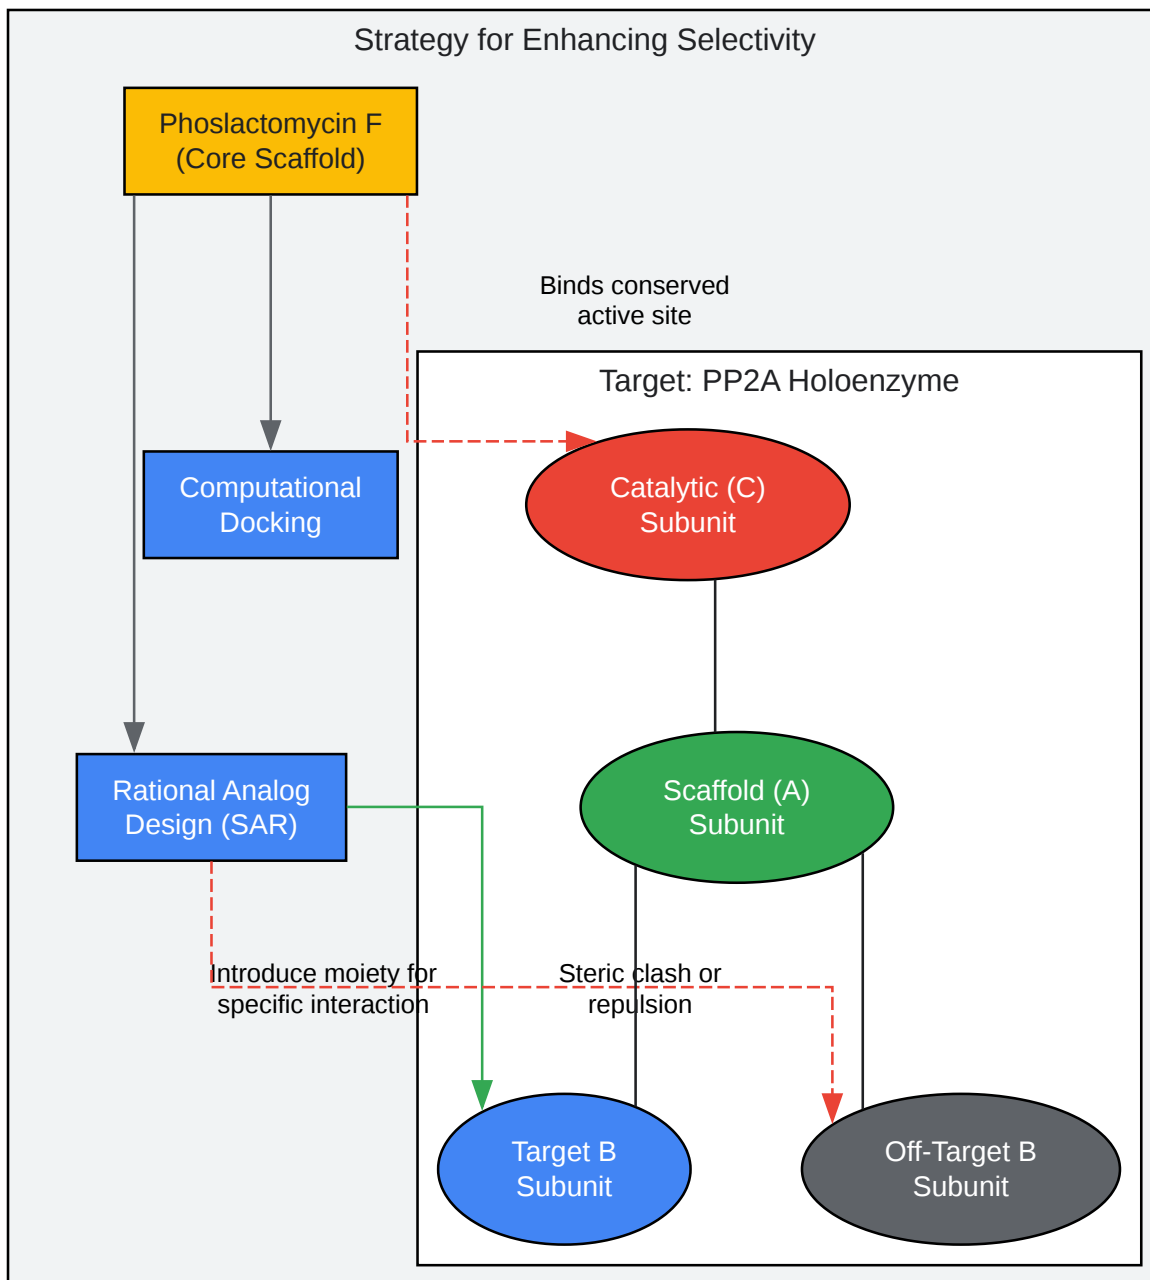 Strategy for Enhancing Selectivity
Phoslactomycin F
(Core Scaffold)
Binds conserved
active site
Target: PP2A Holoenzyme
Computational
Docking
Catalytic (C)
Subunit
Rational Analog
Design (SAR)
Scaffold (A)
Subunit
Introduce moiety for
specific interaction
Steric clash or
repulsion
Target B
Subunit
Off-Target B
Subunit